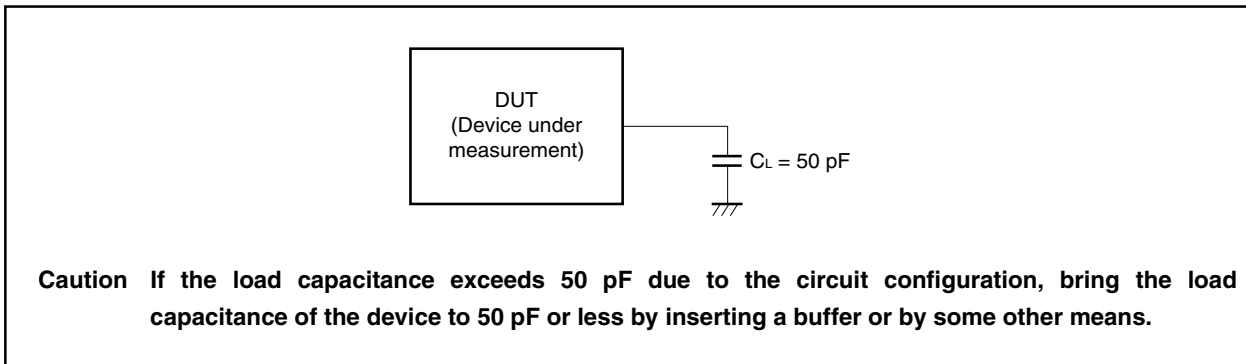 DUT
(Device under
measurement)
CL = 50 pF
Caution If the load capacitance exceeds 50 pF due to the circuit configuration, bring the load
capacitance of the device to 50 pF or less by inserting a buffer or by some other means.